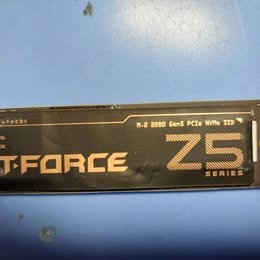 M.2 2280 Gen5 PCIe NVMe SSD
T-FORCE Z5
SERIES